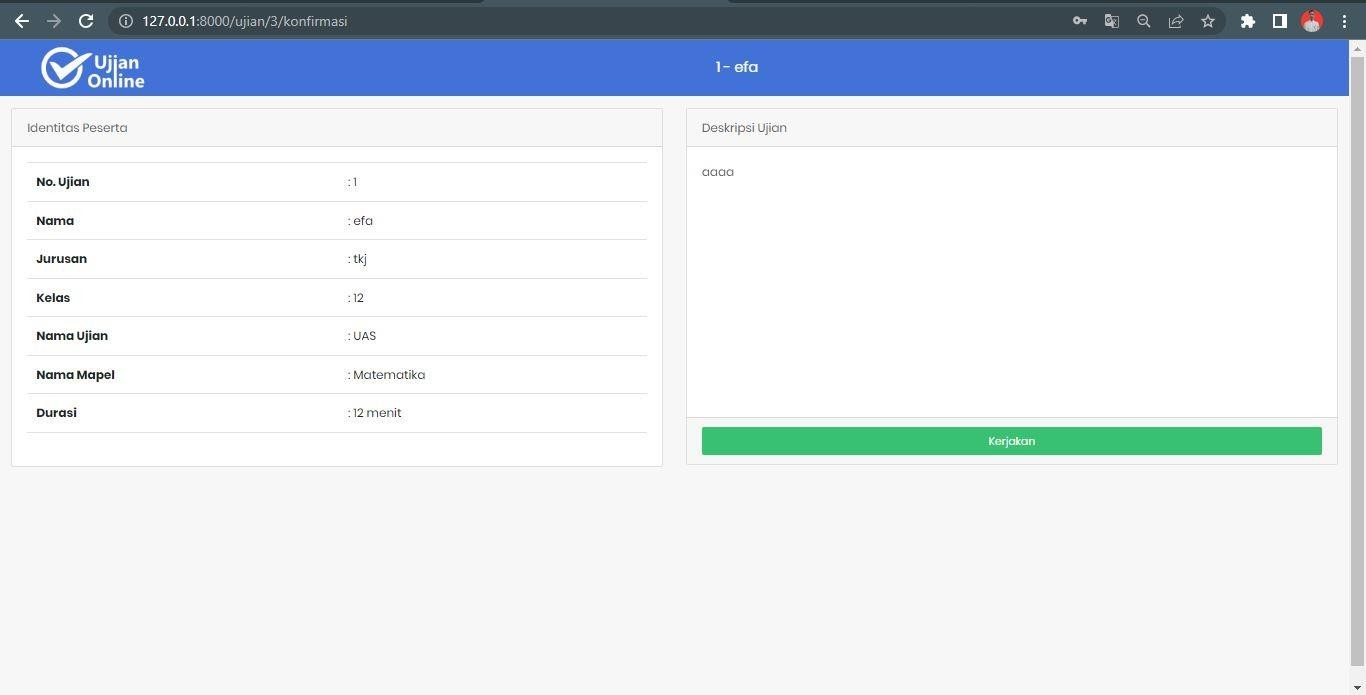 127.0.0.1:8000/ujian/3/konfirmasi
Ujian
Online
1 - efa
Identitas Peserta
No. Ujian : 1
Nama : efa
Jurusan : tkj
Kelas : 12
Nama Ujian : UAS
Nama Mapel : Matematika
Durasi : 12 menit
Deskripsi Ujian
aaaa
Kerjakan